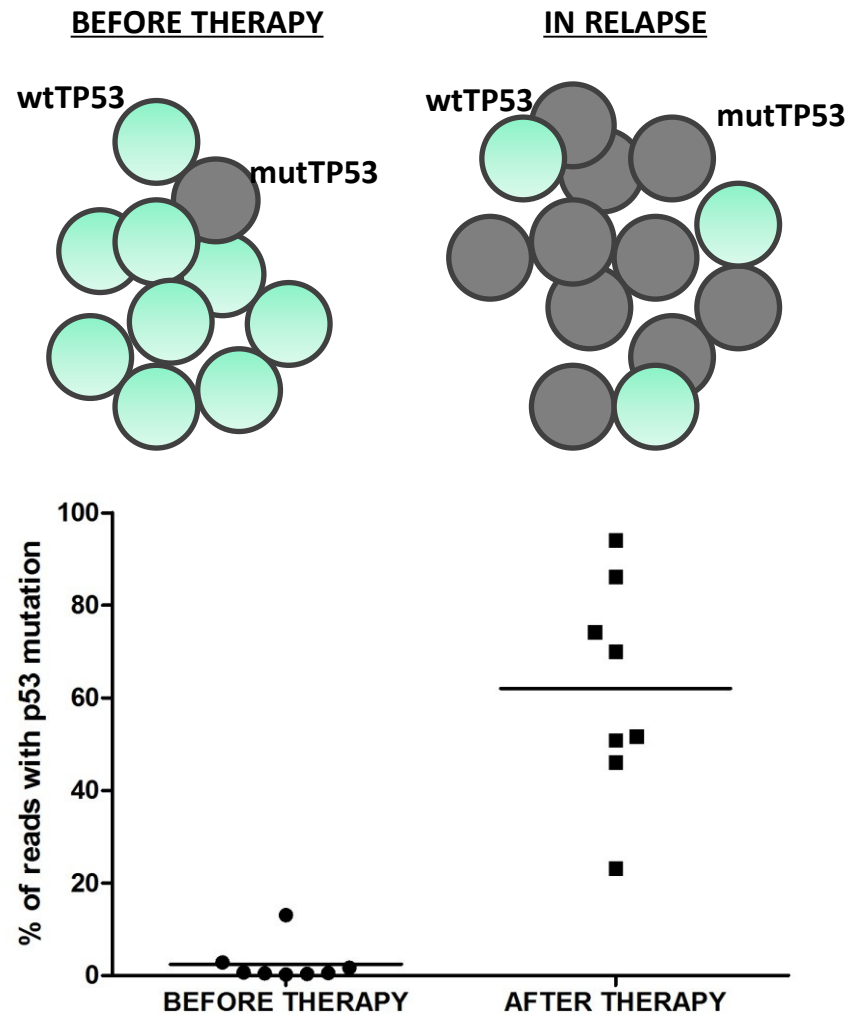 BEFORE THERAPY
IN RELAPSE
wtTP53
mutTP53
wtTP53
mutTP53
% of reads with p53 mutation
100
80
60
40
20
0
BEFORE THERAPY
AFTER THERAPY